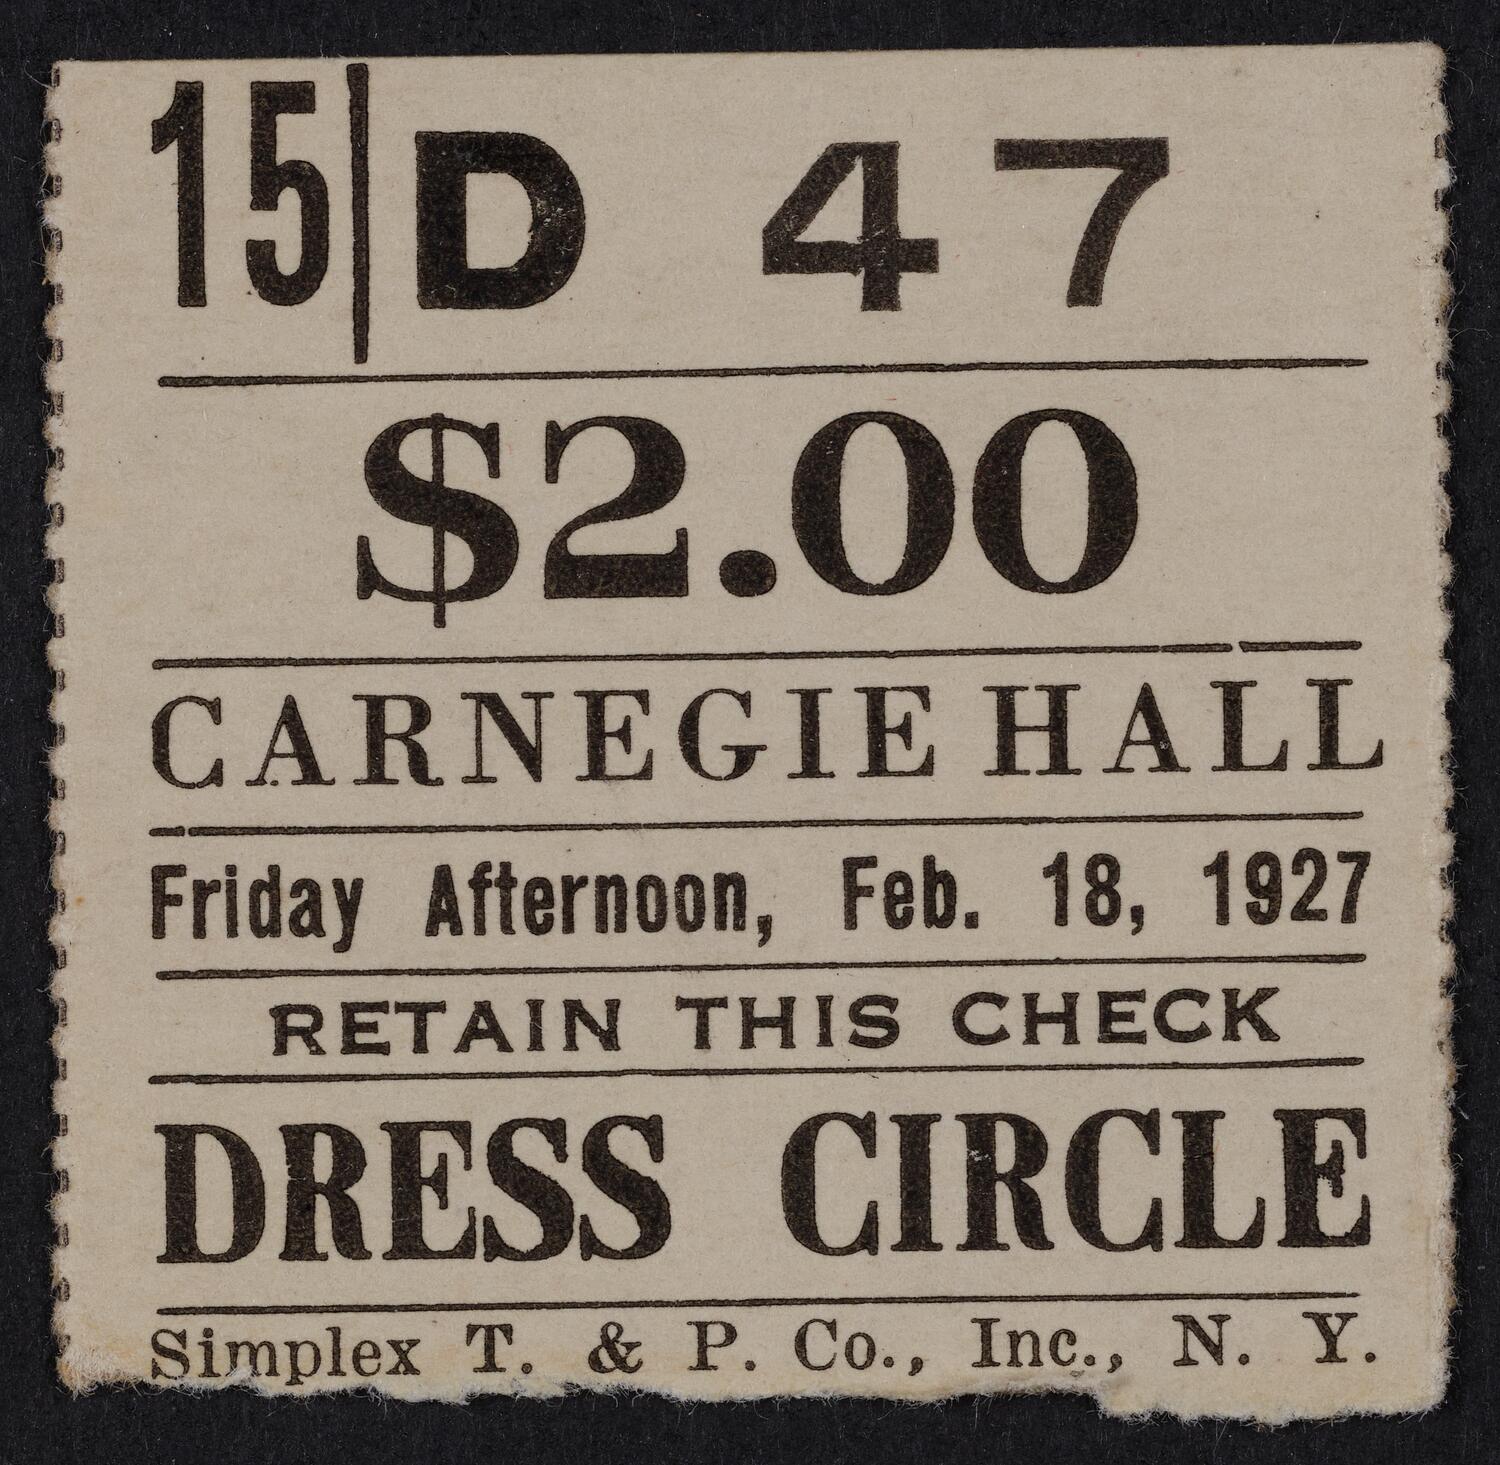 15 D 47
$2.00
CARNEGIE HALL
Friday Afternoon, Feb. 18, 1927
RETAIN THIS CHECK
DRESS CIRCLE
Simplex T. & P. Co., Inc., N. Y.